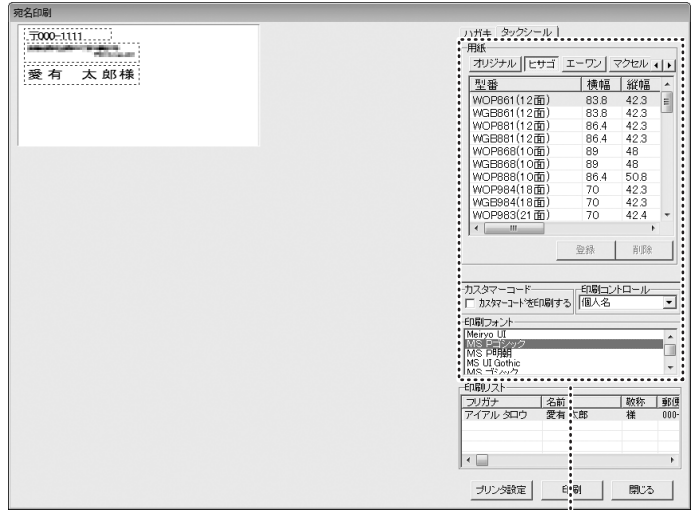 宛名印刷
〒000-1111
愛有　太郎様
ハガキ タックシール
用紙
オリジナル ヒサゴ エーワン マクセル
型番 横幅 縦幅
WOP861(12面) 83.8 42.3
WGB861(12面) 83.8 42.3
WOP881(12面) 86.4 42.3
WGB881(12面) 86.4 42.3
WOP868(10面) 89 48
WGB868(10面) 89 48
WOP888(10面) 86.4 50.8
WOP984(18面) 70 42.3
WGB984(18面) 70 42.3
WOP983(21面) 70 42.4
登録 削除
カスタマーコード 印刷コントロール
カスタマーコードを印刷する 個人名
印刷フォント
Meiryo UI
MS Pゴシック
MS P明朝
MS UI Gothic
MS ゴシック
印刷リスト
フリガナ 名前 敬称 郵便
アイアル タロウ 愛有 太郎 様 000-
プリンタ設定 印刷 閉じる